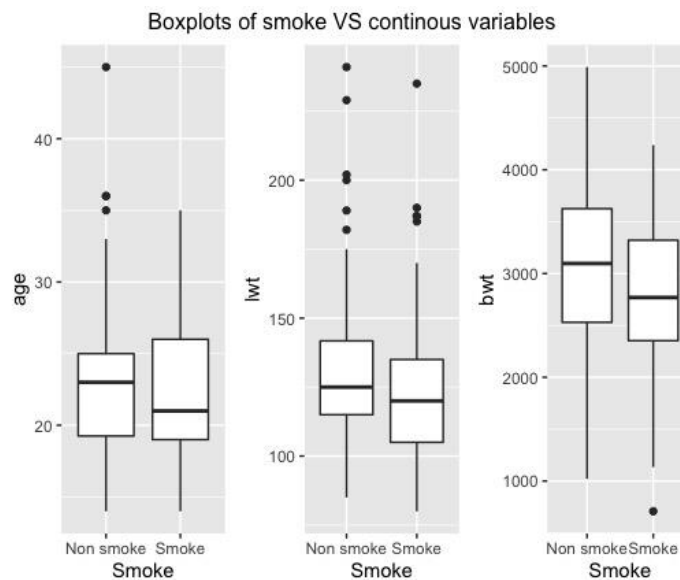 Boxplots of smoke VS continous variables
age
40
30
20
Non smoke Smoke
Smoke
lwt
200
150
100
Non smoke Smoke
Smoke
bwt
5000
4000
3000
2000
1000
Non smoke Smoke
Smoke